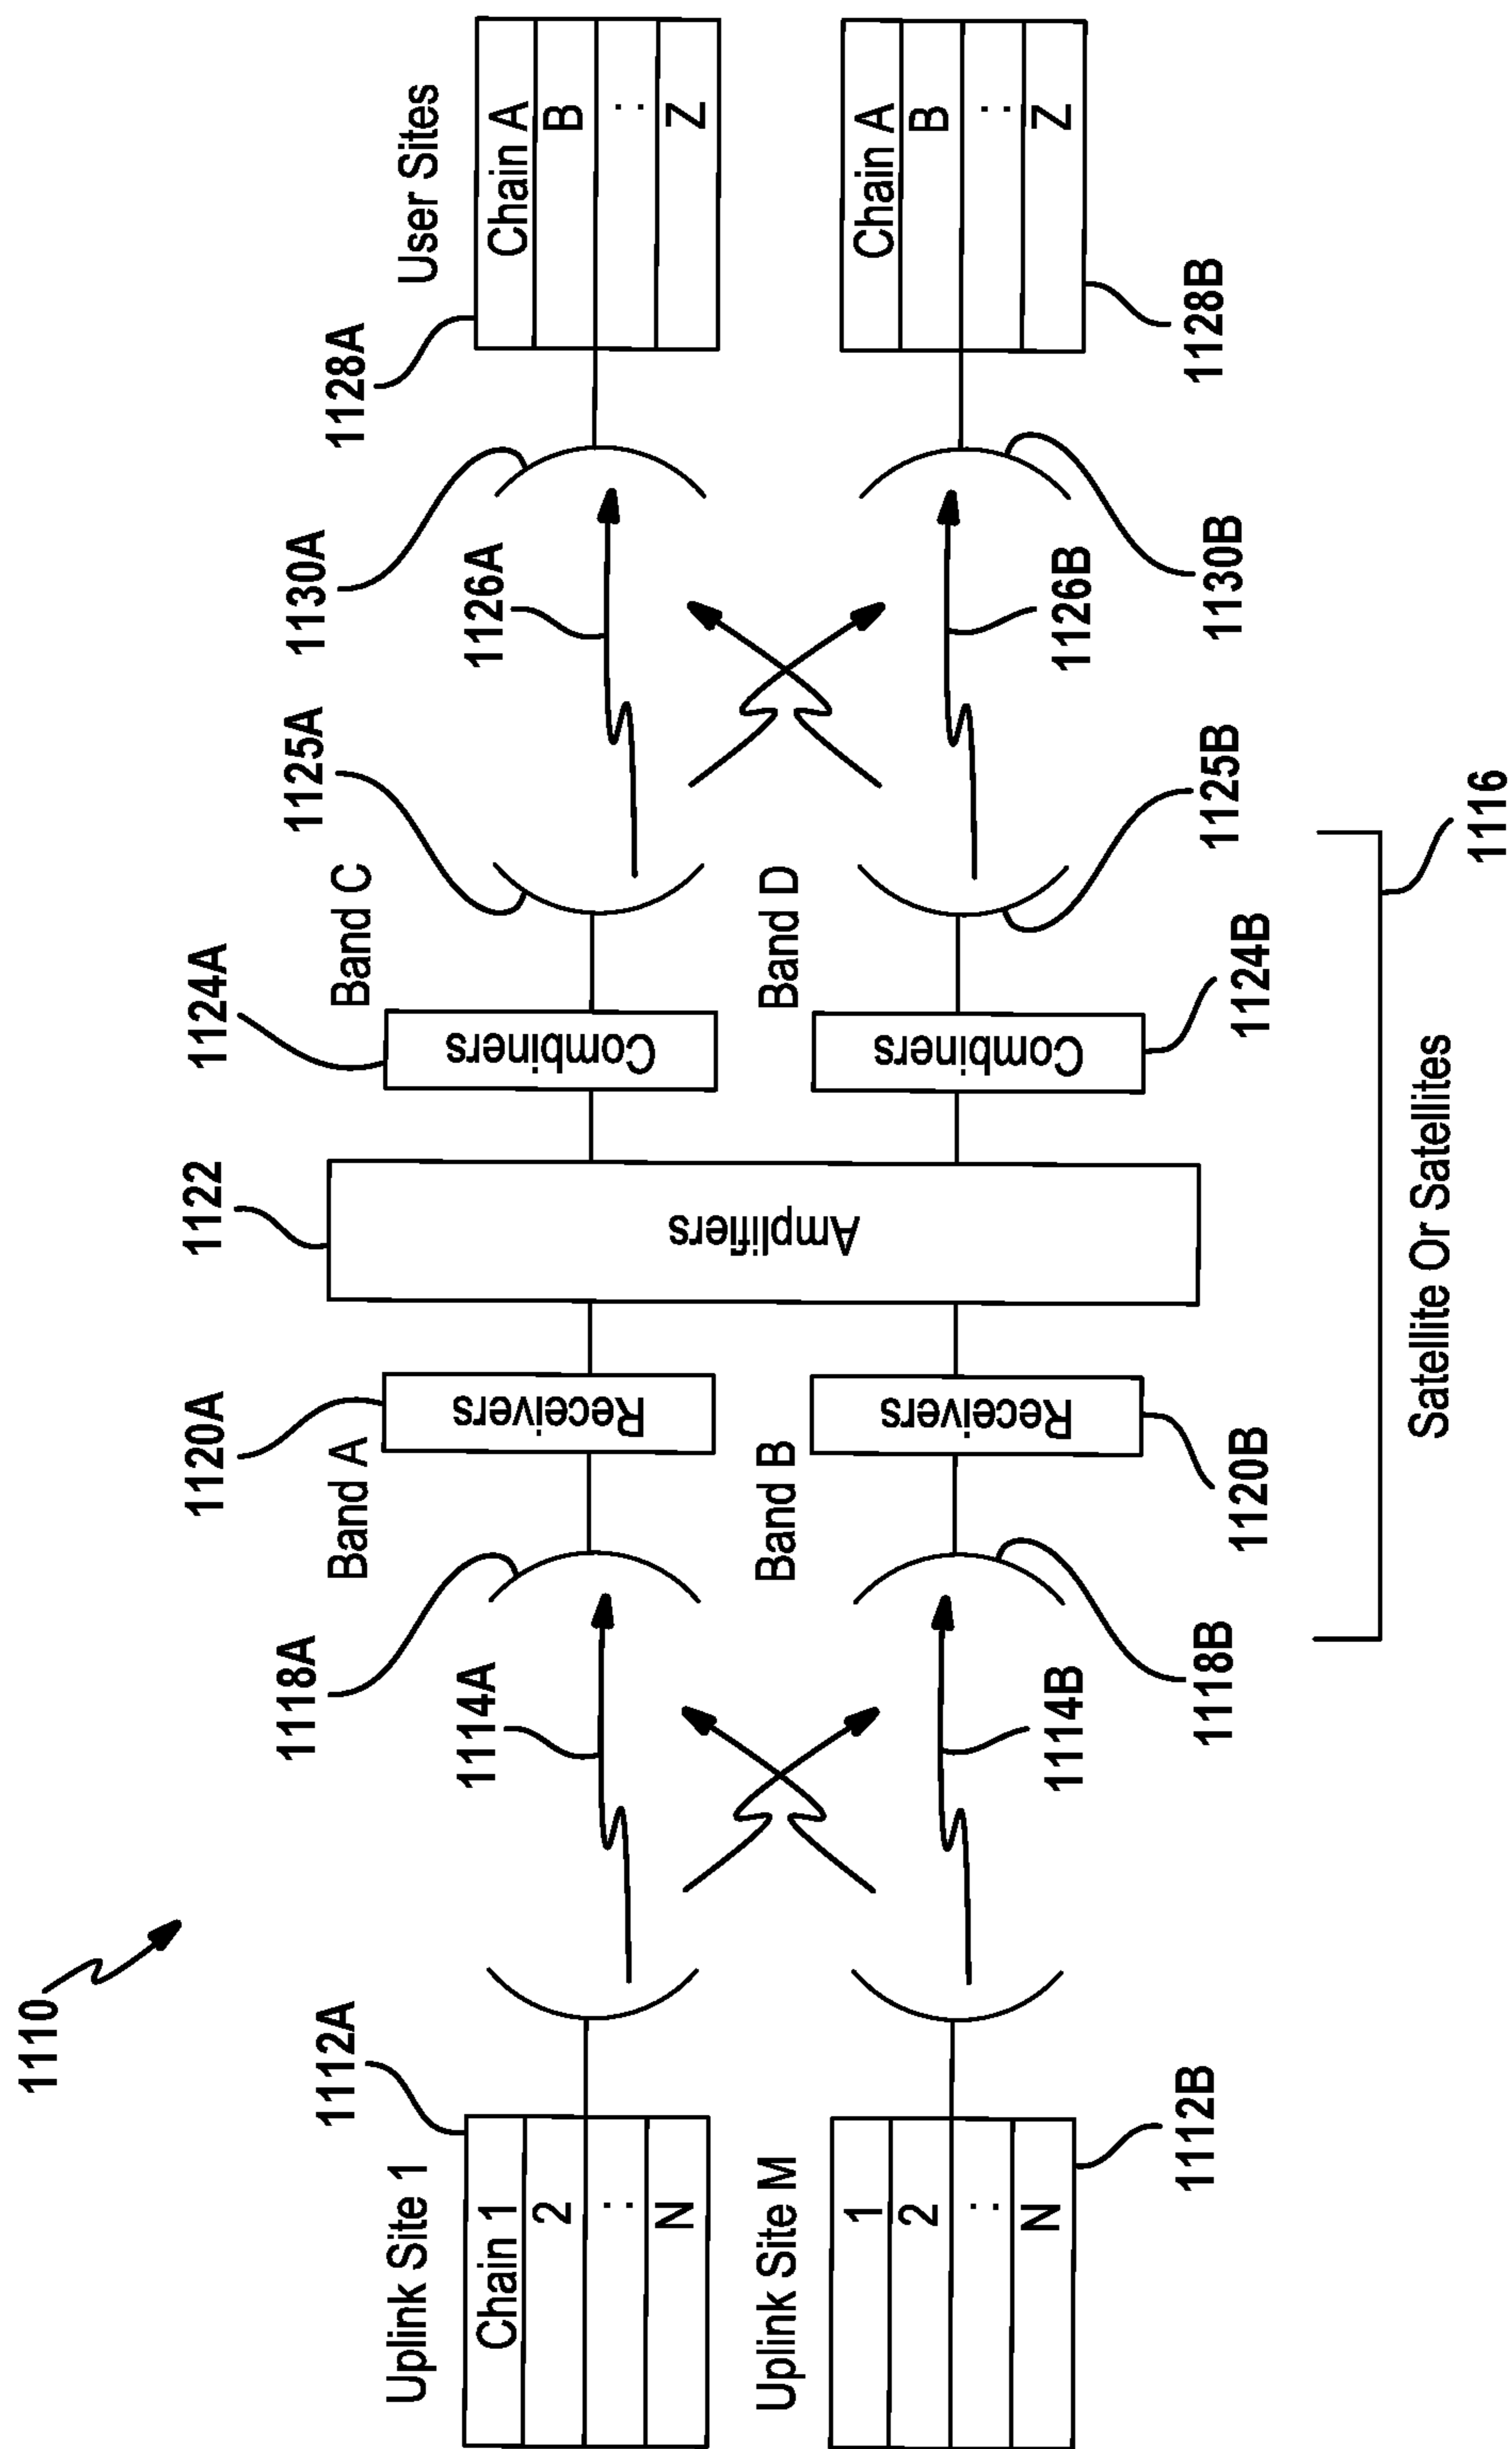 1110
Uplink Site 1
1112A
Chain 1
2
:
N
Uplink Site M
1
2
:
N
1112B
1114A
1114B
1118A
1118B
Band A
1120A
Receivers
Band B
Receivers
1120B
1122
Amplifiers
1124A
Combiners
Band C
1125A
Combiners
1124B
Band D
1125B
Satellite Or Satellites
1116
1126A
1126B
1130A
1130B
User Sites
1128A
Chain A
B
:
Z
Chain A
B
:
Z
1128B